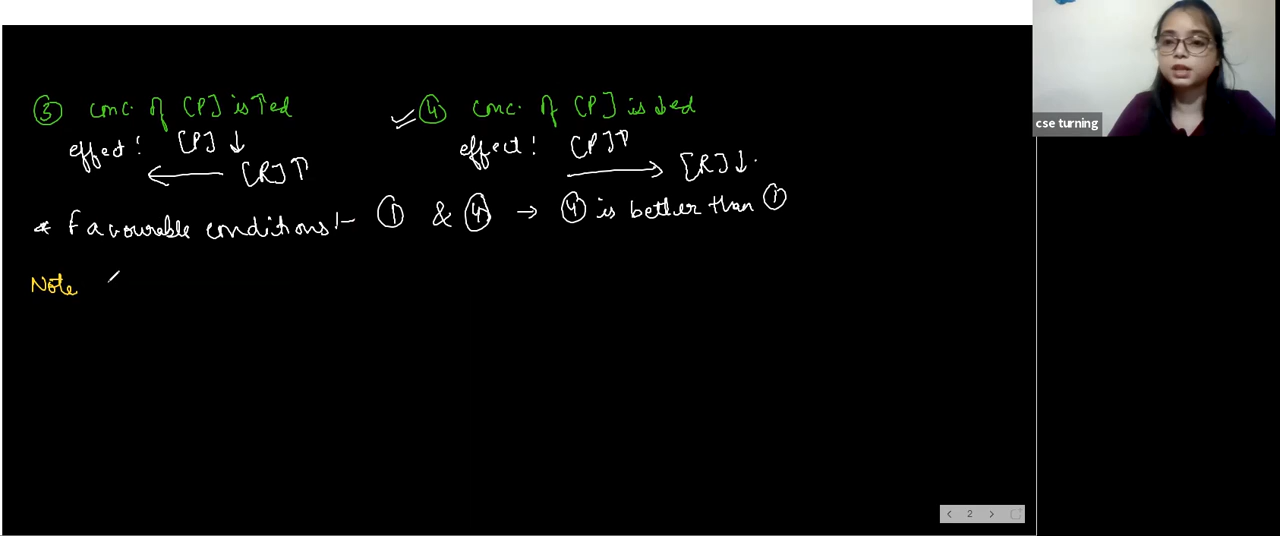 ③ conc. of [P] is ↑ed
effect! [P] ↓
← [R]↑
④ conc. of [P] is ↓ed
effect! [P]↑
→ [R]↓.
* favourable conditions!- ① & ④ → ④ is better than ①
Note
cse turning
2